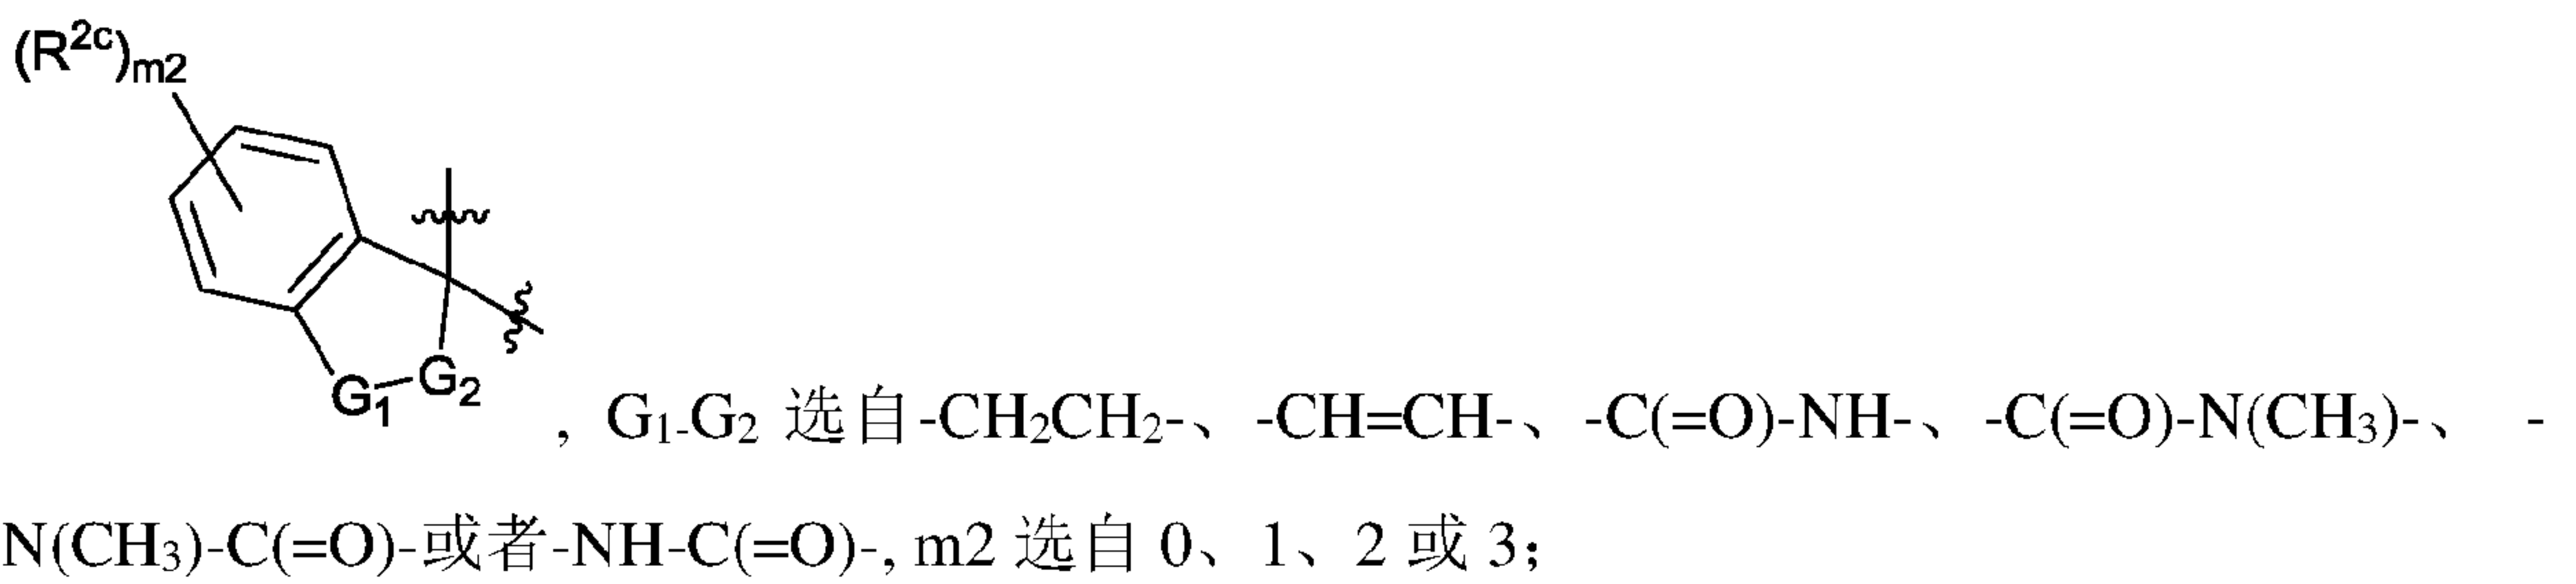 (R2c)m2
G1 G2
, G1-G2 选自-CH2CH2-、-CH=CH-、-C(=O)-NH-、-C(=O)-N(CH3)-、 -
N(CH3)-C(=O)-或者-NH-C(=O)-, m2 选自 0、1、2 或 3;